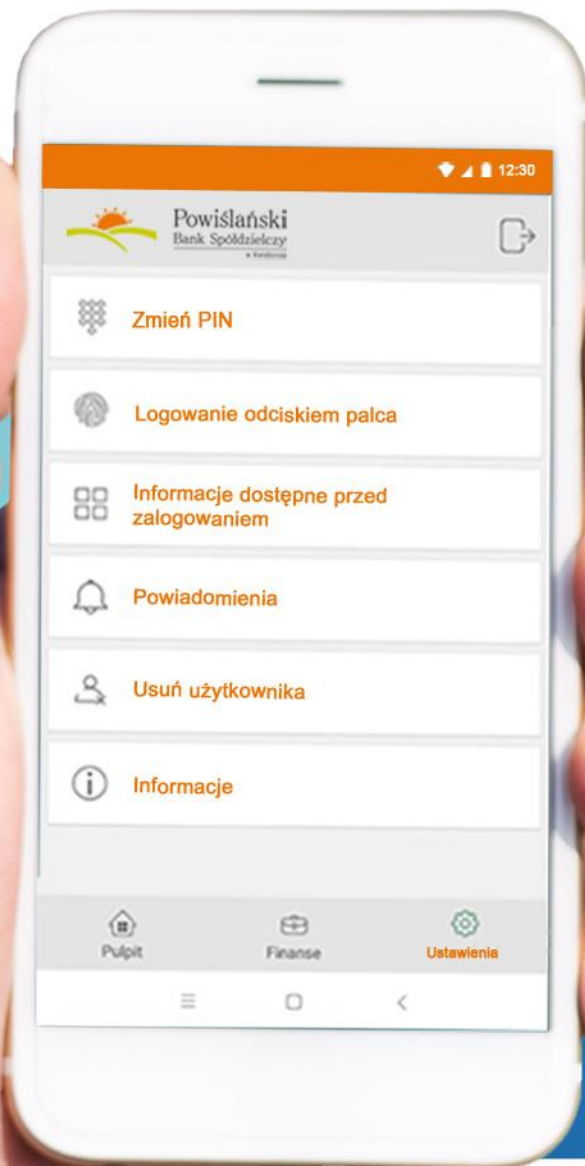 12:30
Powiślański
Bank Spółdzielczy
w Kwidzynie
Zmień PIN
Logowanie odciskiem palca
Informacje dostępne przed
zalogowaniem
Powiadomienia
Usuń użytkownika
Informacje
Pulpit
Finanse
Ustawienia